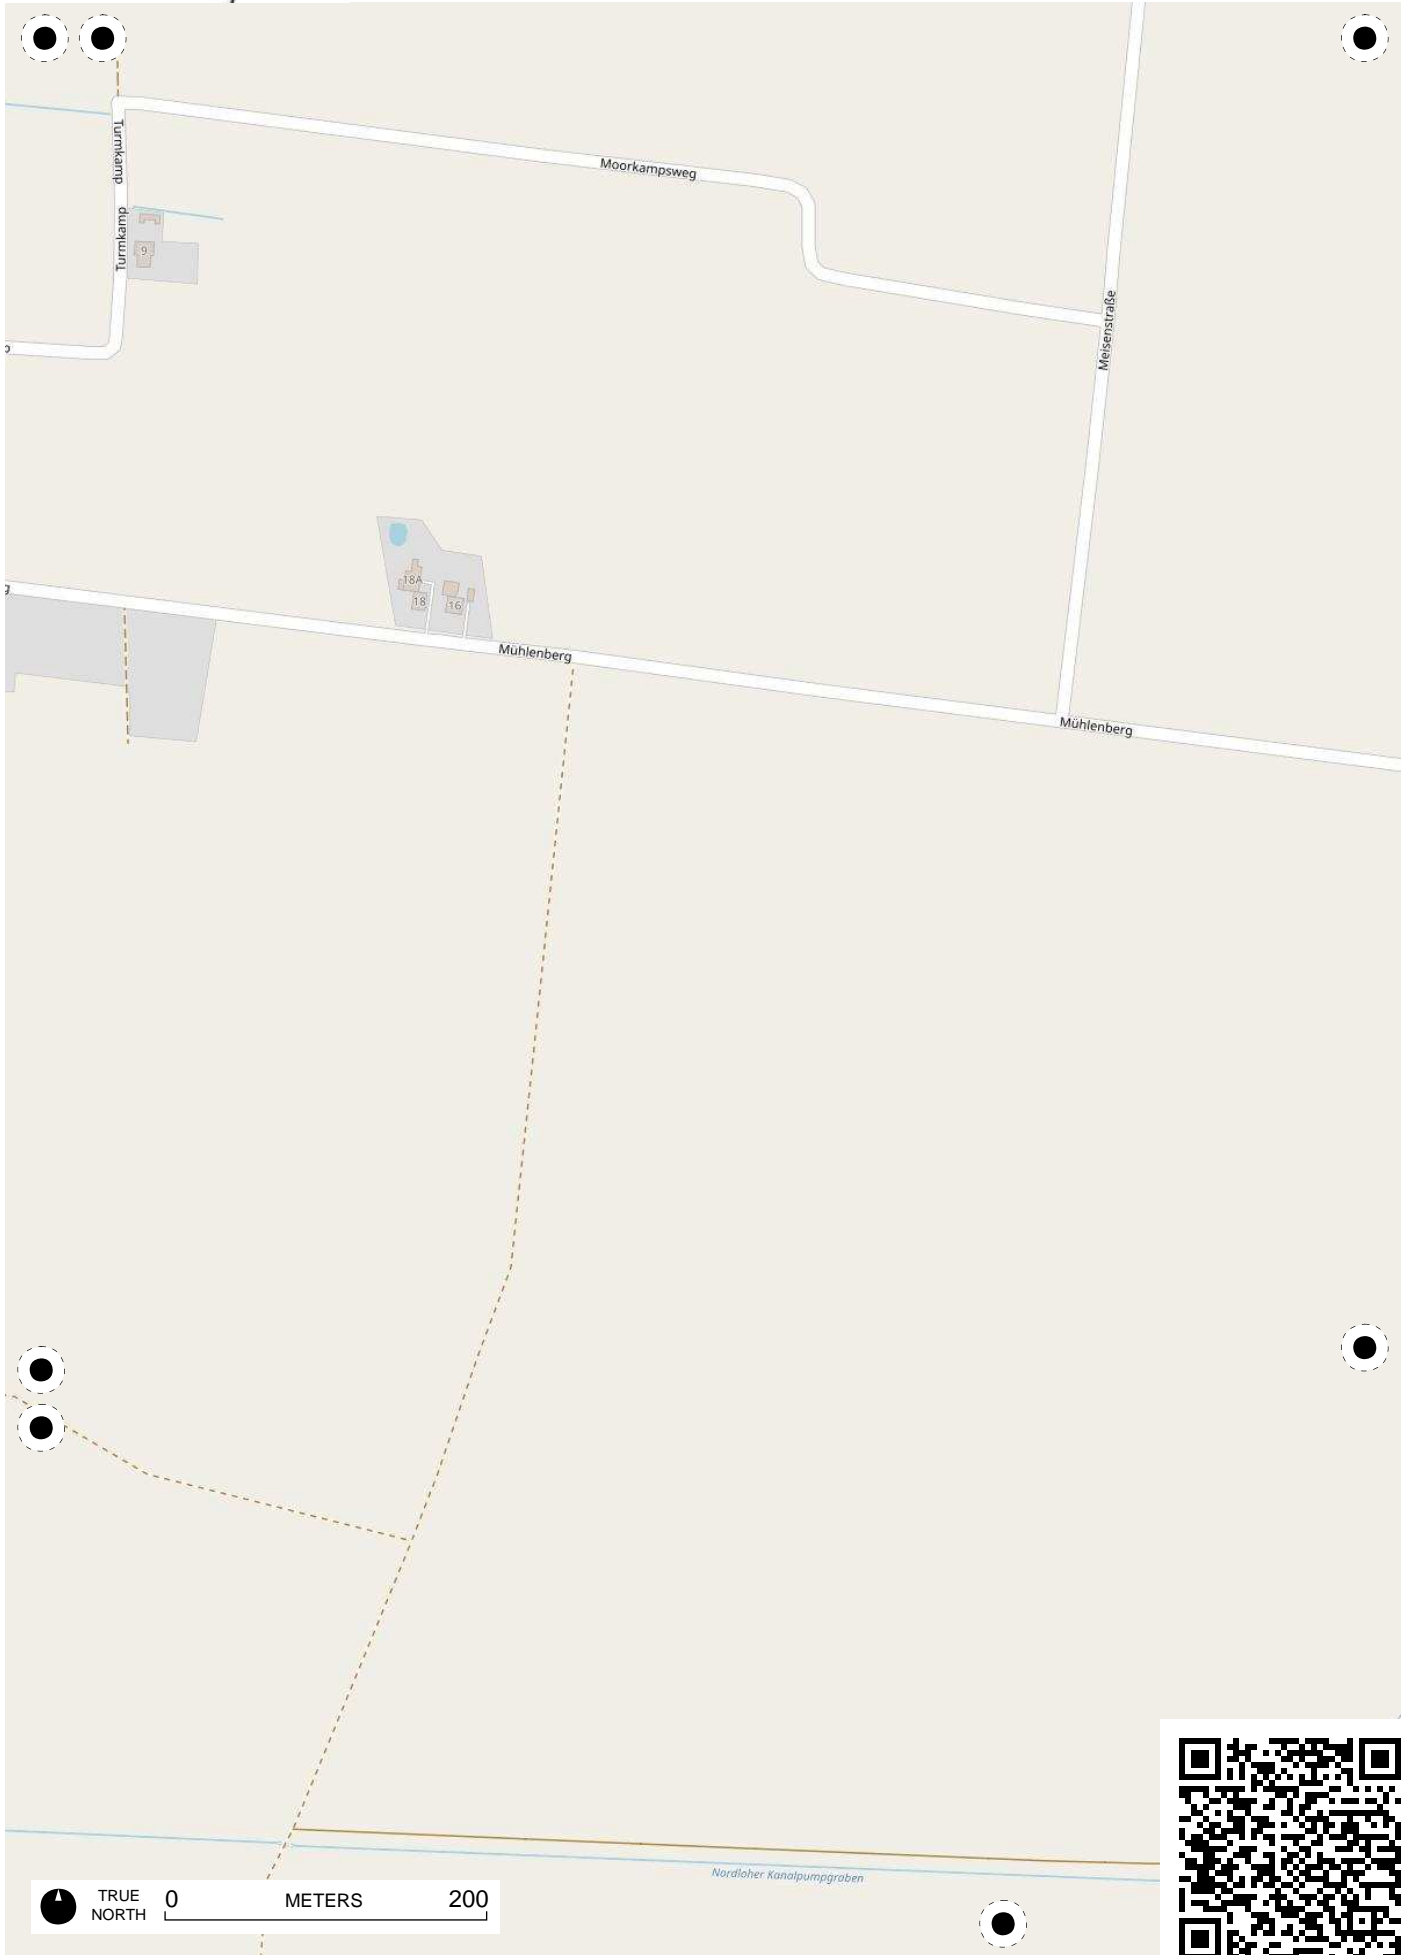 Turmkamp
Moorkampsweg
Turmkamp
9
Meisenstraße
18A
18
16
Mühlenberg
Mühlenberg
Nordloher Kanalpumpgraben
TRUE
NORTH
0 METERS 200